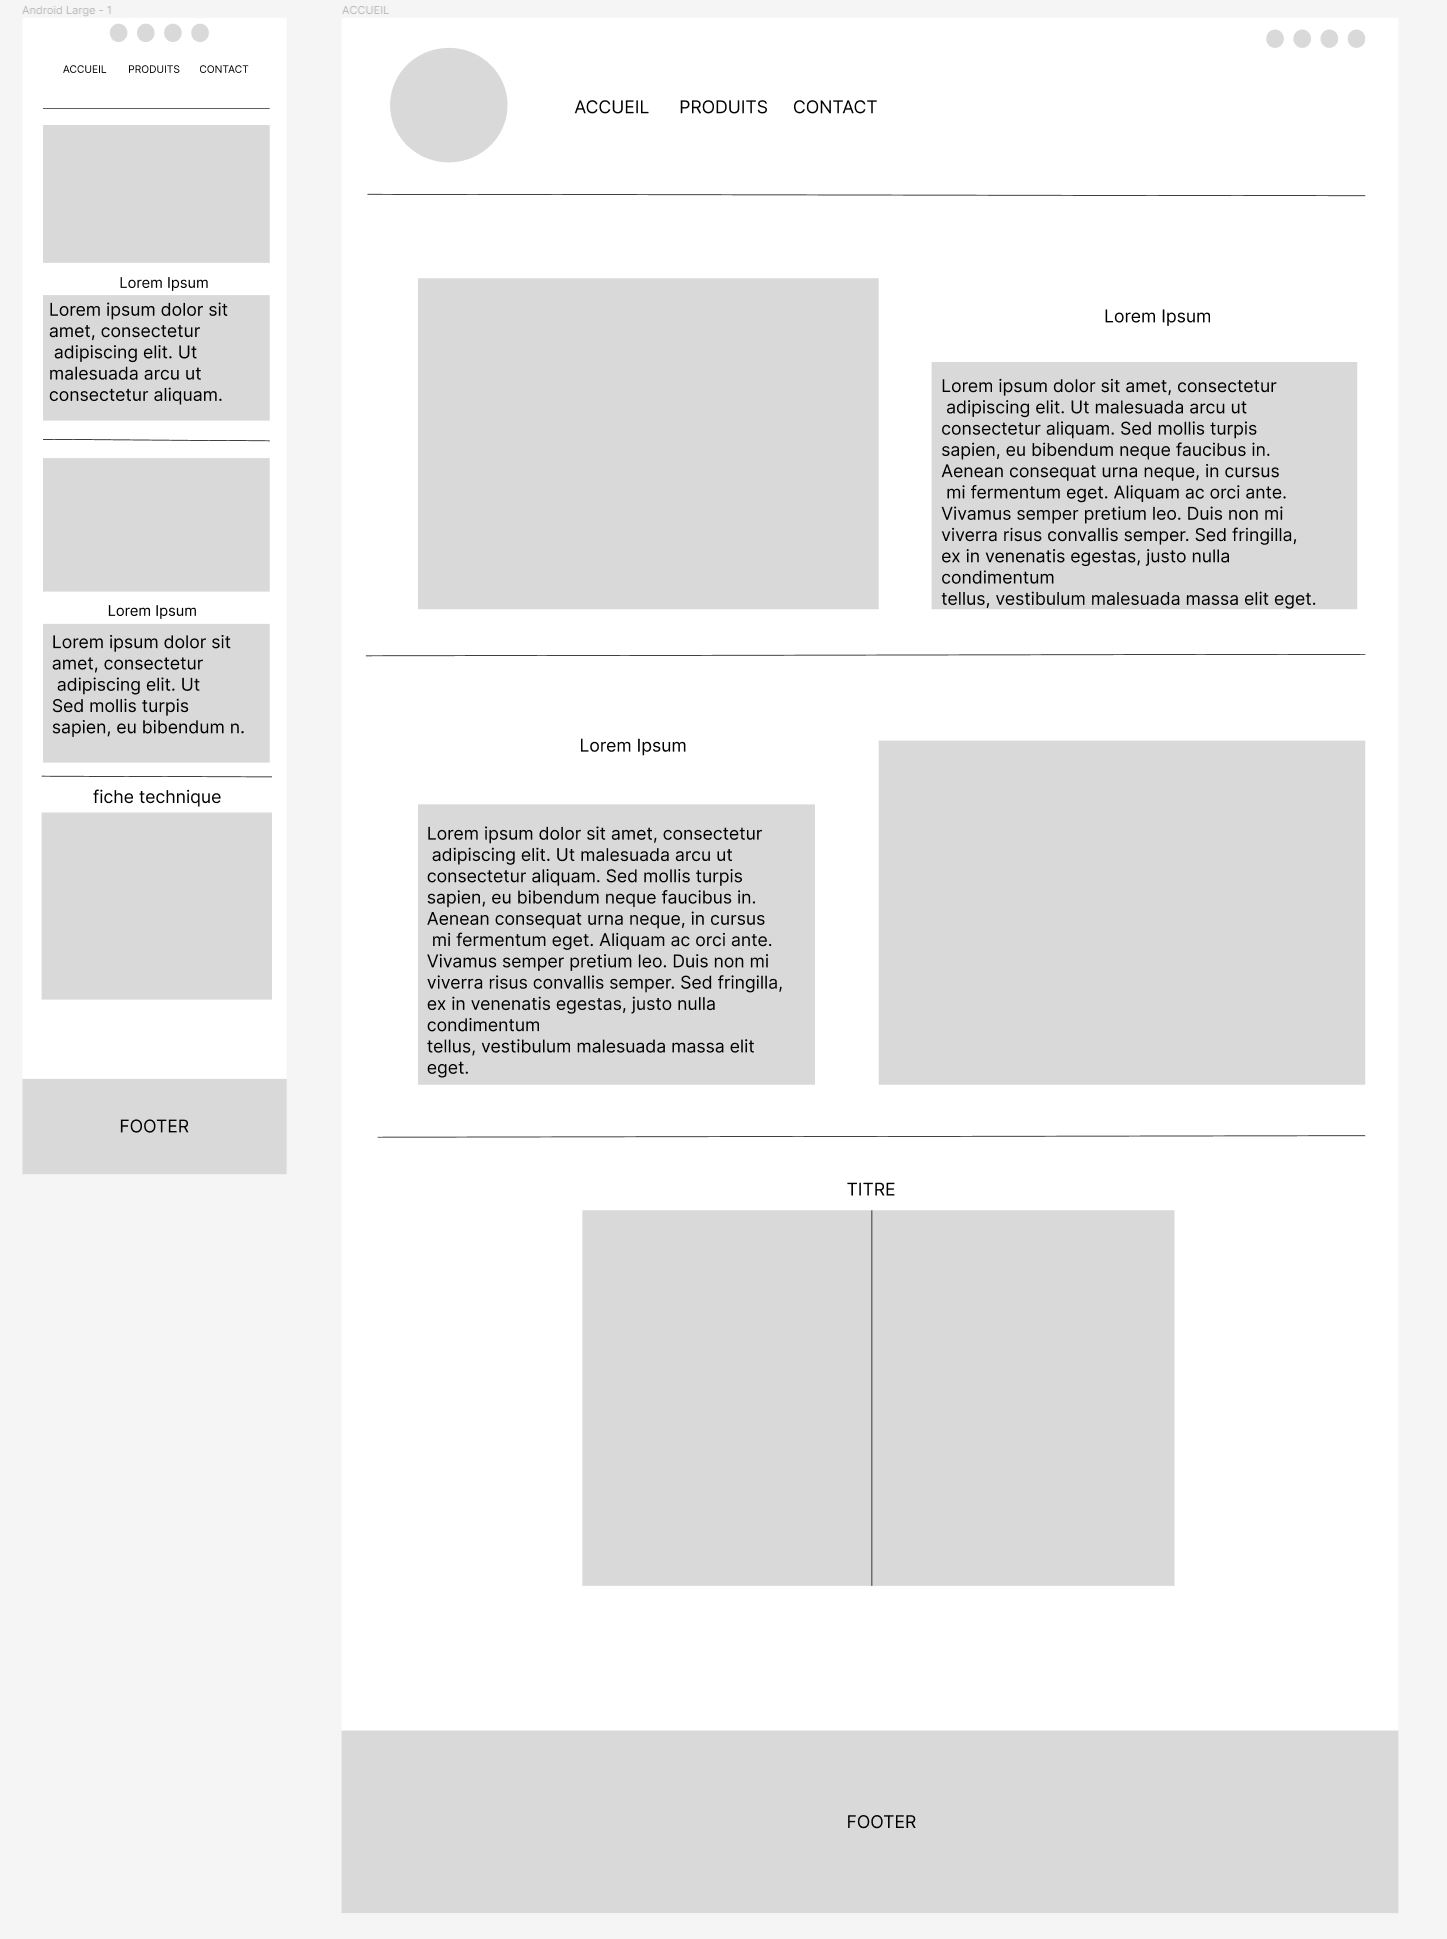 Android Large - 1
ACCUEIL PRODUITS CONTACT
Lorem Ipsum
Lorem ipsum dolor sit
amet, consectetur
adipiscing elit. Ut
malesuada arcu ut
consectetur aliquam.
Lorem Ipsum
Lorem ipsum dolor sit
amet, consectetur
adipiscing elit. Ut
Sed mollis turpis
sapien, eu bibendum n.
fiche technique
FOOTER
ACCUEIL
ACCUEIL PRODUITS CONTACT
Lorem Ipsum
Lorem ipsum dolor sit amet, consectetur
adipiscing elit. Ut malesuada arcu ut
consectetur aliquam. Sed mollis turpis
sapien, eu bibendum neque faucibus in.
Aenean consequat urna neque, in cursus
mi fermentum eget. Aliquam ac orci ante.
Vivamus semper pretium leo. Duis non mi
viverra risus convallis semper. Sed fringilla,
ex in venenatis egestas, justo nulla
condimentum
tellus, vestibulum malesuada massa elit eget.
Lorem Ipsum
Lorem ipsum dolor sit amet, consectetur
adipiscing elit. Ut malesuada arcu ut
consectetur aliquam. Sed mollis turpis
sapien, eu bibendum neque faucibus in.
Aenean consequat urna neque, in cursus
mi fermentum eget. Aliquam ac orci ante.
Vivamus semper pretium leo. Duis non mi
viverra risus convallis semper. Sed fringilla,
ex in venenatis egestas, justo nulla
condimentum
tellus, vestibulum malesuada massa elit
eget.
TITRE
FOOTER